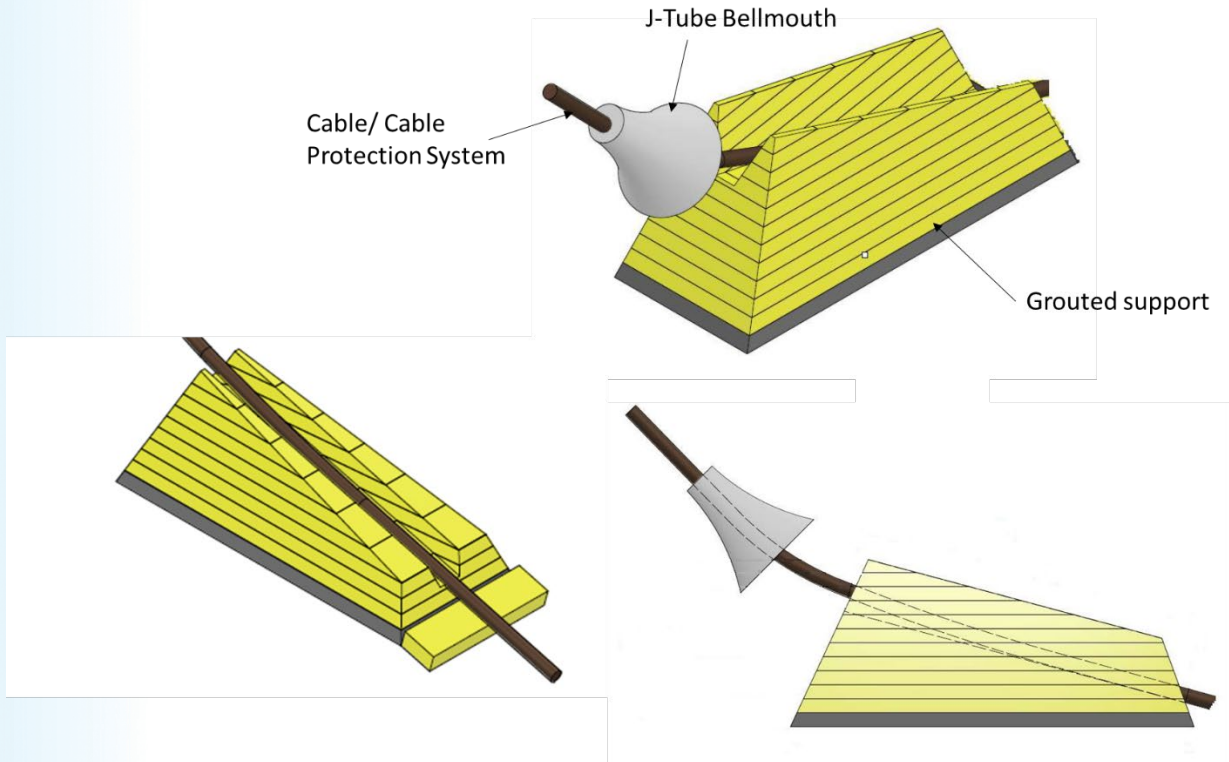 J-Tube Bellmouth
Cable/ Cable
Protection System
Grouted support